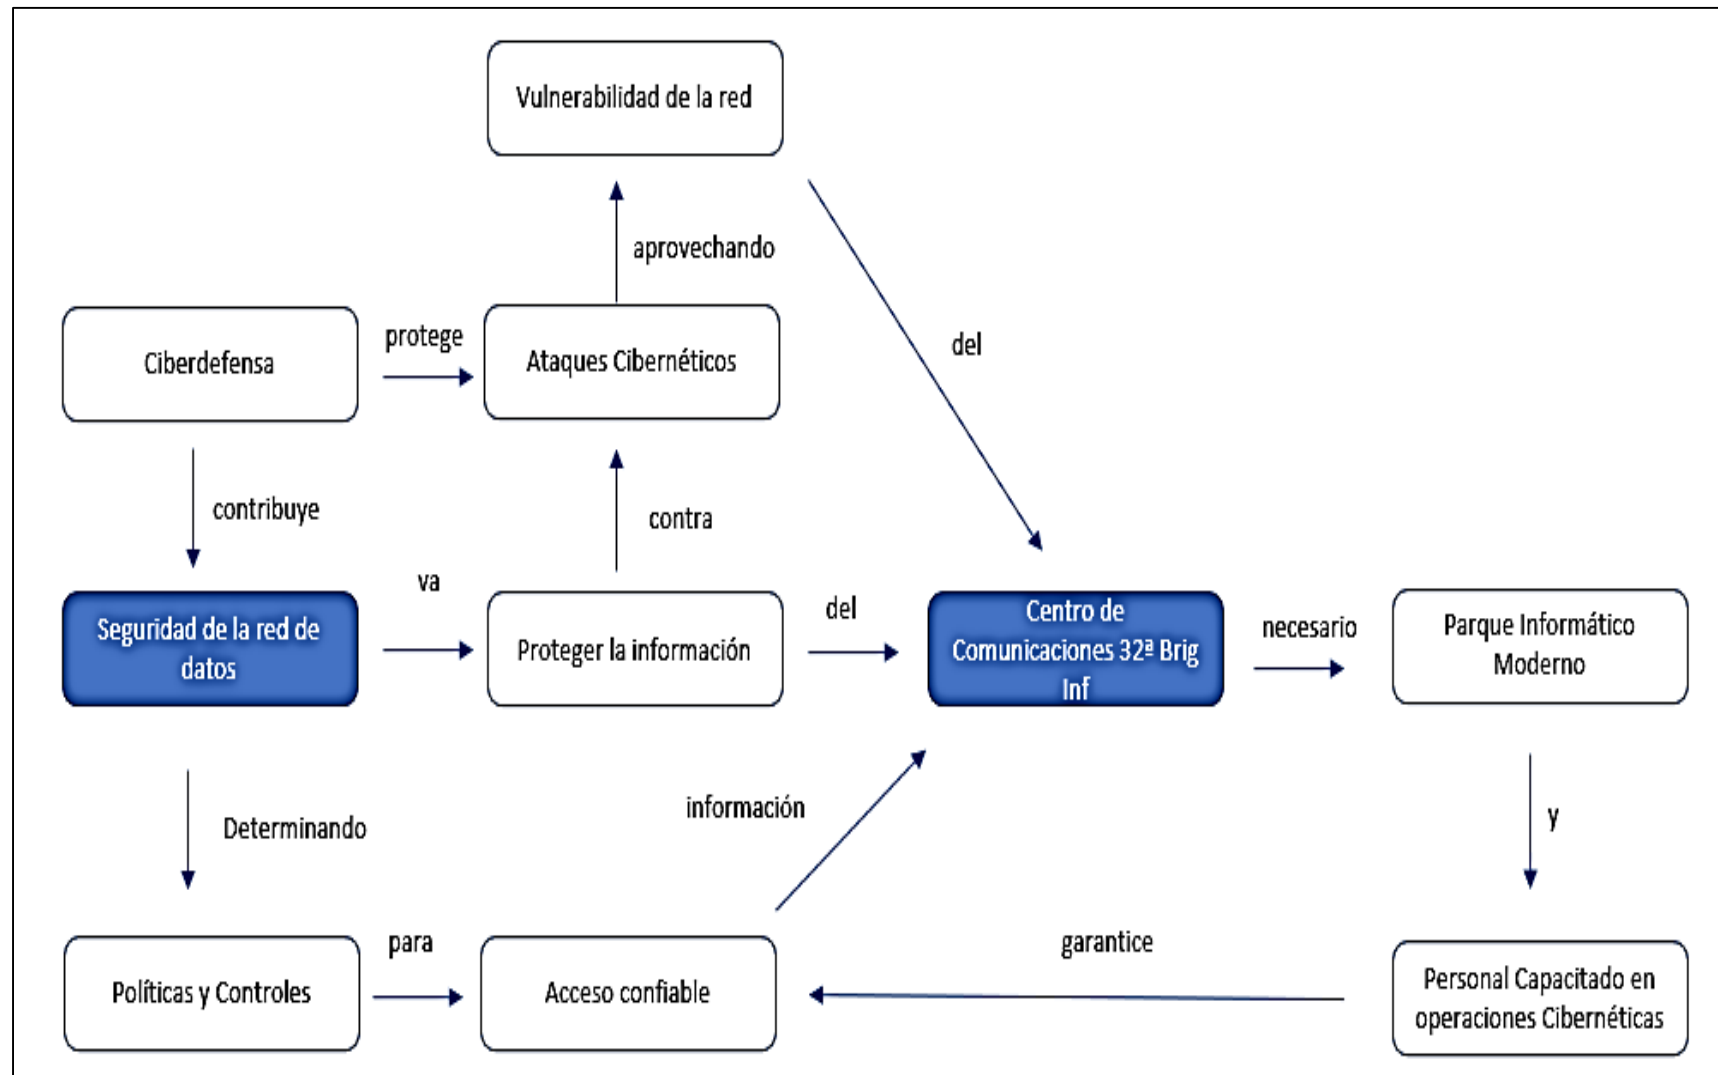 Vulnerabilidad de la red
aprovechando
protege
Ciberdefensa
Ataques Cibernéticos
del
contribuye
contra
va
Seguridad de la red de
datos
Proteger la información
del
Centro de
Comunicaciones 32ª Brig
Inf
necesario
Parque Informático
Moderno
Determinando
información
y
para
garantice
Políticas y Controles
Acceso confiable
Personal Capacitado en
operaciones Cibernéticas